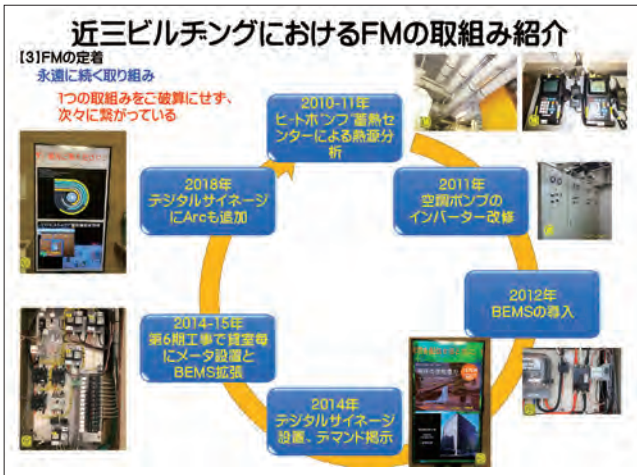 近三ビルヂングにおけるFMの取組み紹介
【3】FMの定着
永遠に続く取り組み
1つの取組みをご破算にせず、
次々に繋がっている
2010-11年
ヒートポンプ蓄熱セ
ンターによる熱源分
析
2011年
空調ポンプの
インバーター改修
2012年
BEMSの導入
2014年
デジタルサイネージ
設置、デマンド掲示
2014-15年
第6期工事で貸室毎
にメータ設置と
BEMS拡張
2018年
デジタルサイネージ
にArcも追加